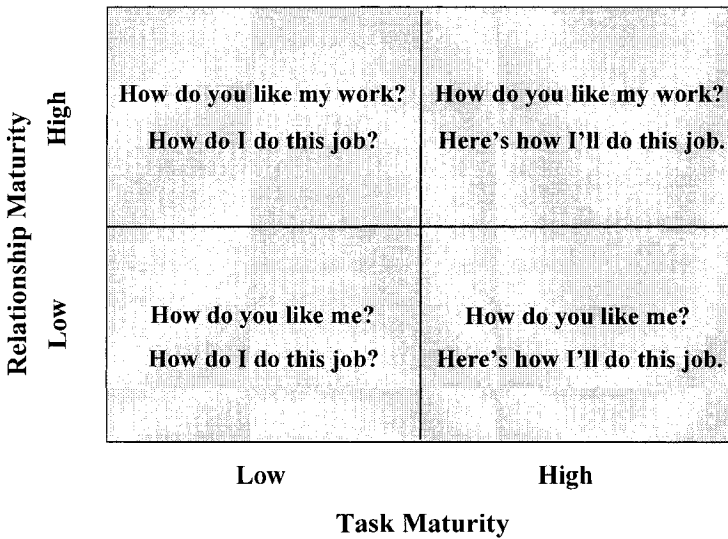 Relationship Maturity
High
How do you like my work?
How do I do this job?
How do you like my work?
Here's how I'll do this job.
Low
How do you like me?
How do I do this job?
How do you like me?
Here's how I'll do this job.
Low
High
Task Maturity